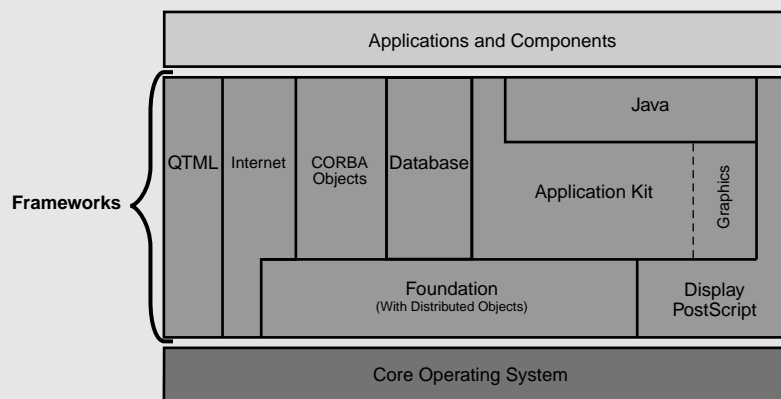 Applications and Components
Frameworks
QTML
Internet
CORBA
Objects
Database
Java
Application Kit
Graphics
Foundation
(With Distributed Objects)
Display
PostScript
Core Operating System